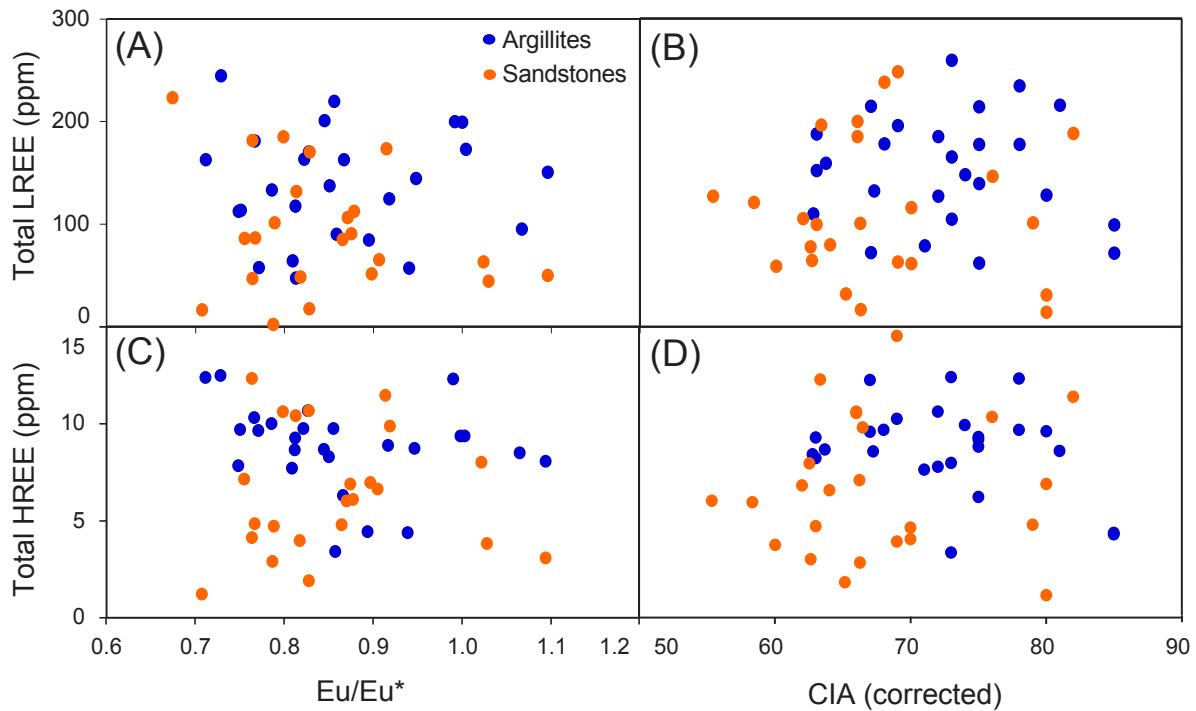 300
(A)
Argillites
Sandstones
(B)
200
100
0
Total LREE (ppm)
15
(C)
(D)
10
5
0
Total HREE (ppm)
0.6 0.7 0.8 0.9 1.0 1.1 1.2
50 60 70 80 90
Eu/Eu*
CIA (corrected)